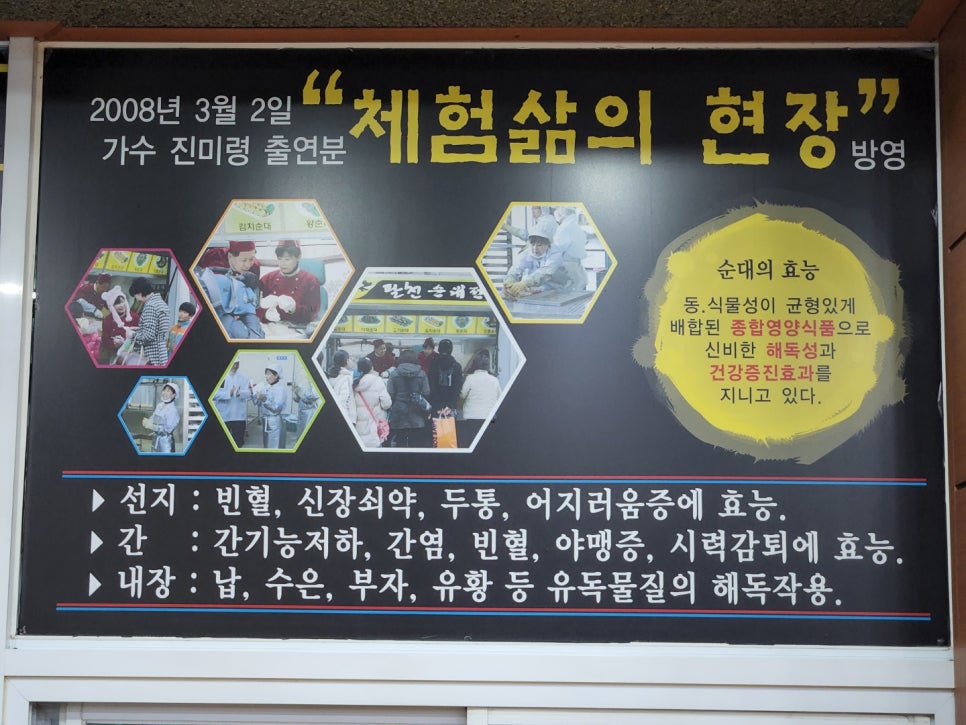 2008년 3월 2일
가수 진미령 출연분
“체험삶의 현장” 방영
김치순대
순대의 효능
동.식물성이 균형있게
배합된 종합영양식품으로
신비한 해독성과
건강증진효과를
지니고 있다.
▶ 선지 : 빈혈, 신장쇠약, 두통, 어지러움증에 효능.
▶ 간 : 간기능저하, 간염, 빈혈, 야맹증, 시력감퇴에 효능.
▶ 내장 : 납, 수은, 부자, 유황 등 유독물질의 해독작용.